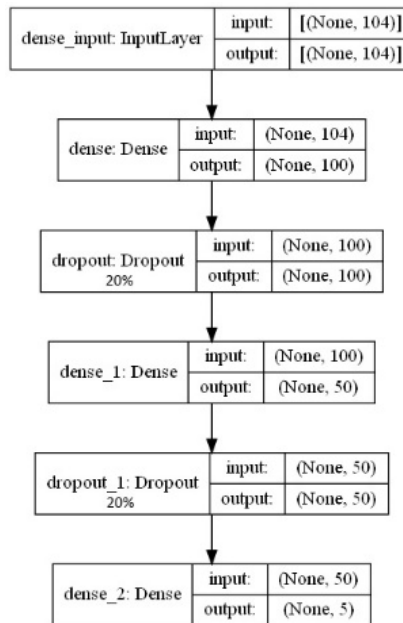 dense_input: InputLayer
input: [(None, 104)]
output: [(None, 104)]
dense: Dense
input: (None, 104)
output: (None, 100)
dropout: Dropout
20%
input: (None, 100)
output: (None, 100)
dense_1: Dense
input: (None, 100)
output: (None, 50)
dropout_1: Dropout
20%
input: (None, 50)
output: (None, 50)
dense_2: Dense
input: (None, 50)
output: (None, 5)